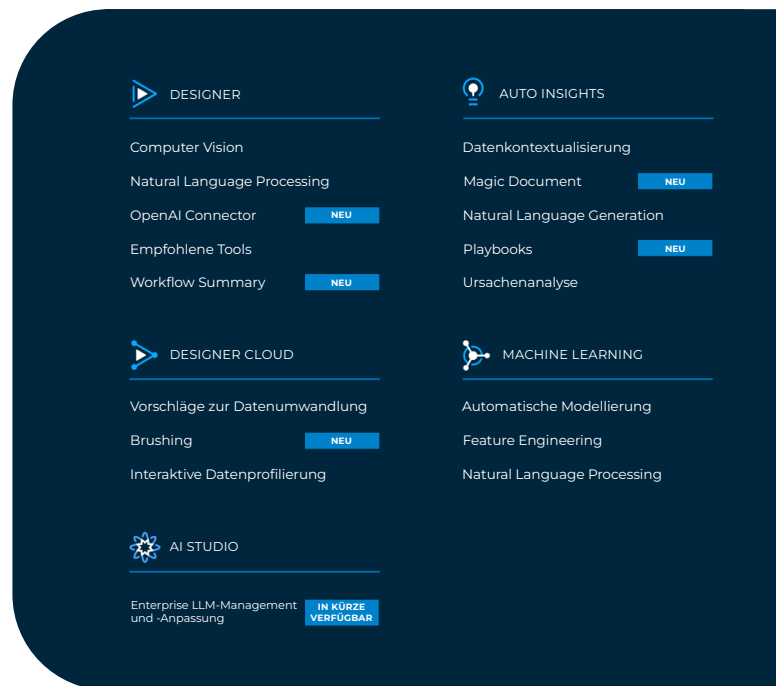 DESIGNER
Computer Vision
Natural Language Processing
OpenAI Connector NEU
Empfohlene Tools
Workflow Summary NEU
AUTO INSIGHTS
Datenkontextualisierung
Magic Document NEU
Natural Language Generation
Playbooks NEU
Ursachenanalyse
DESIGNER CLOUD
Vorschläge zur Datenumwandlung
Brushing NEU
Interaktive Datenprofilierung
MACHINE LEARNING
Automatische Modellierung
Feature Engineering
Natural Language Processing
AI STUDIO
Enterprise LLM-Management
und -Anpassung
IN KÜRZE
VERFÜGBAR